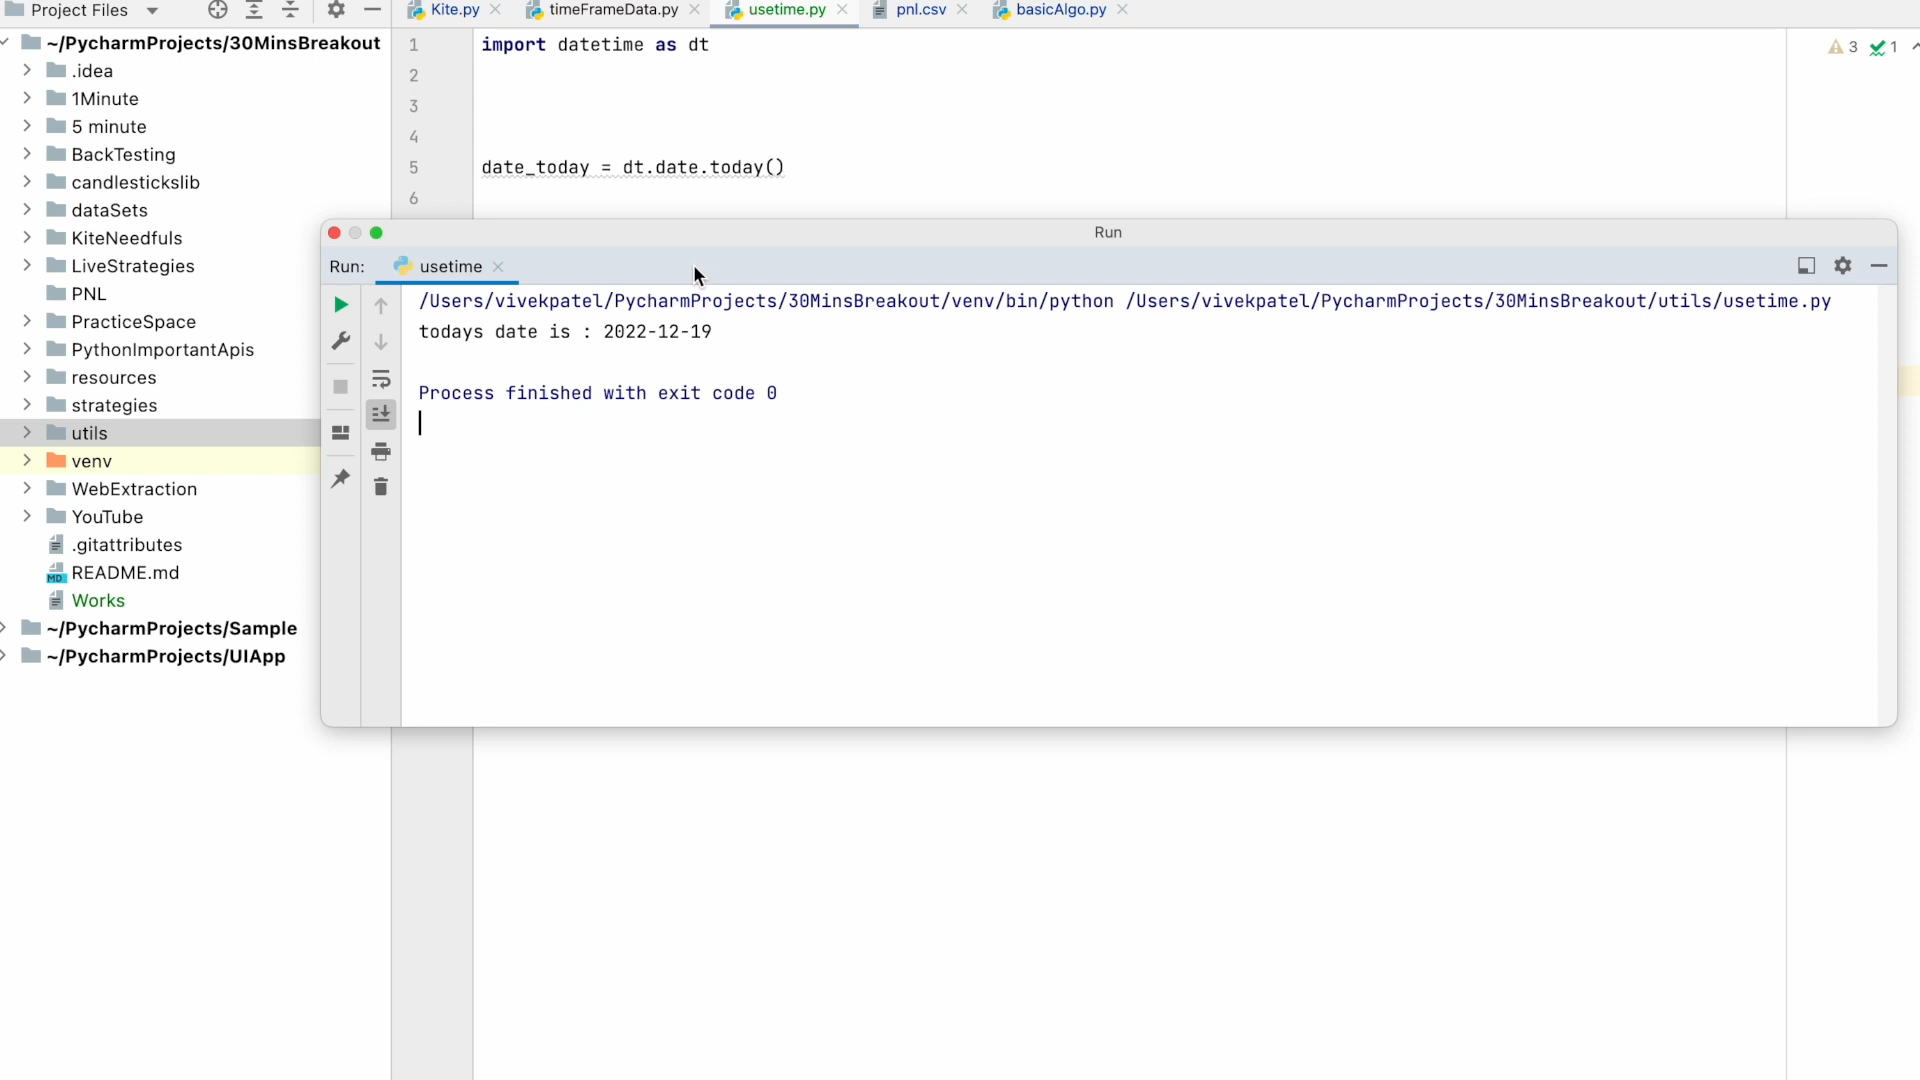 Project Files
Kite.py
timeFrameData.py
usetime.py
pnl.csv
basicAlgo.py
~/PycharmProjects/30MinsBreakout
.idea
1Minute
5 minute
BackTesting
candlestickslib
dataSets
KiteNeedfuls
LiveStrategies
PNL
PracticeSpace
PythonImportantApis
resources
strategies
utils
venv
WebExtraction
YouTube
.gitattributes
MD README.md
Works
~/PycharmProjects/Sample
~/PycharmProjects/UIApp
1 import datetime as dt
2
3
4
5 date_today = dt.date.today()
6
3 1
Run
Run: usetime
/Users/vivekpatel/PycharmProjects/30MinsBreakout/venv/bin/python /Users/vivekpatel/PycharmProjects/30MinsBreakout/utils/usetime.py
todays date is : 2022-12-19
Process finished with exit code 0